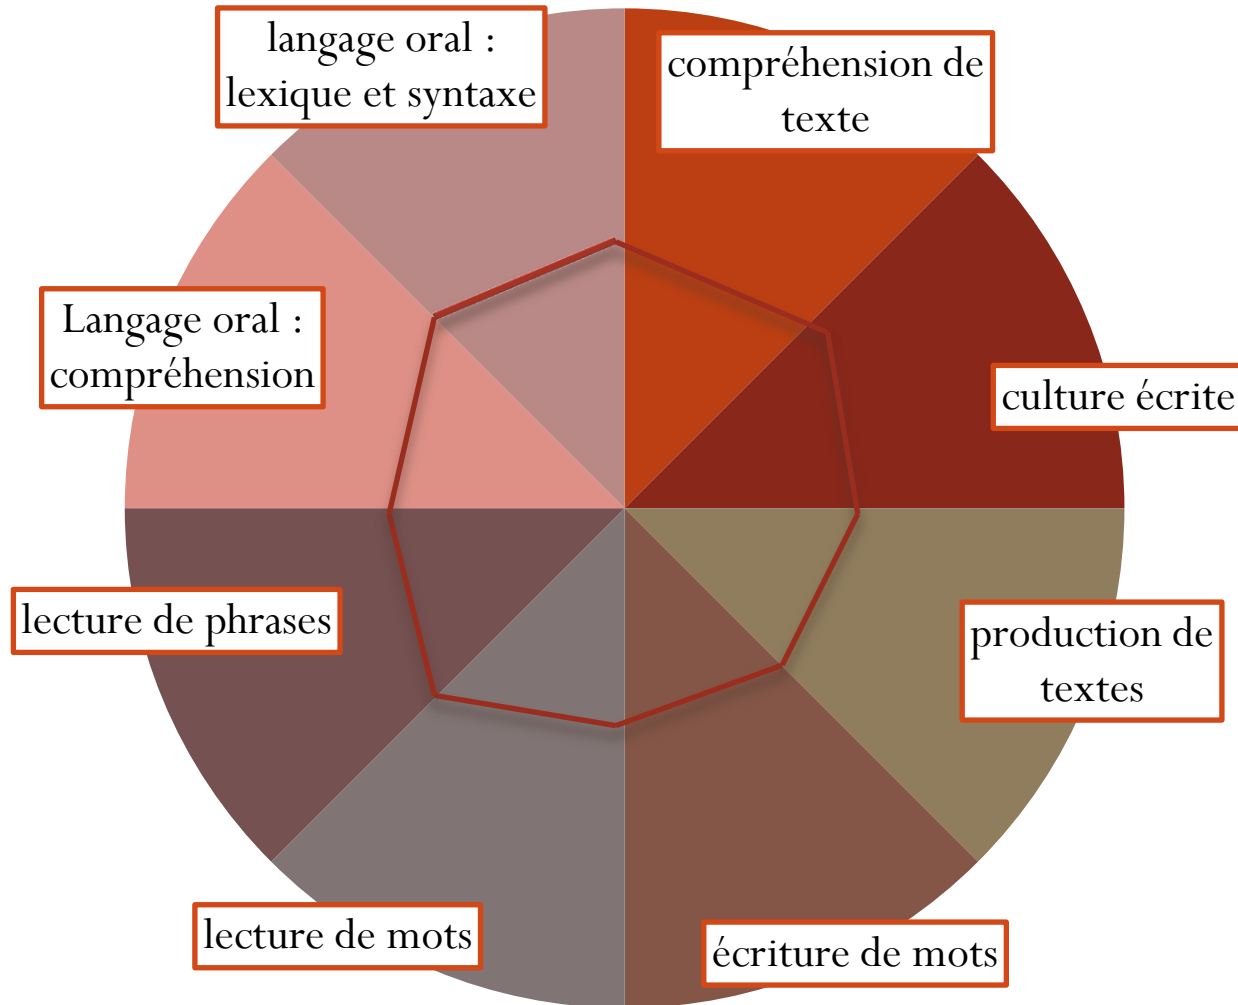 langage oral :
lexique et syntaxe
compréhension de
texte
Langage oral :
compréhension
culture écrite
lecture de phrases
production de
textes
lecture de mots
écriture de mots